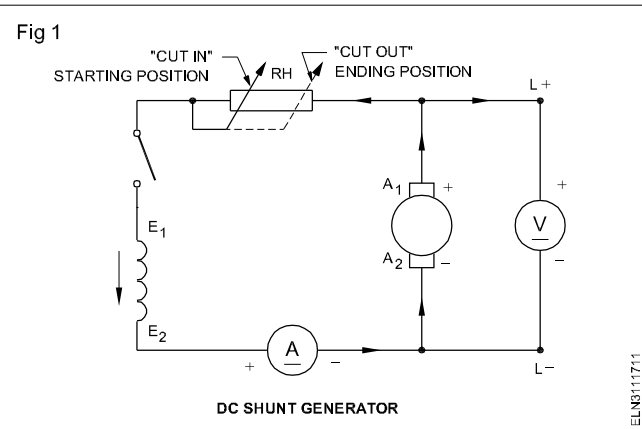 Fig 1
"CUT IN"
STARTING POSITION
RH
"CUT OUT"
ENDING POSITION
L+
A1
+
+
V
A2
−
−
E1
E2
+
A
−
L−
DC SHUNT GENERATOR
ELN3111711